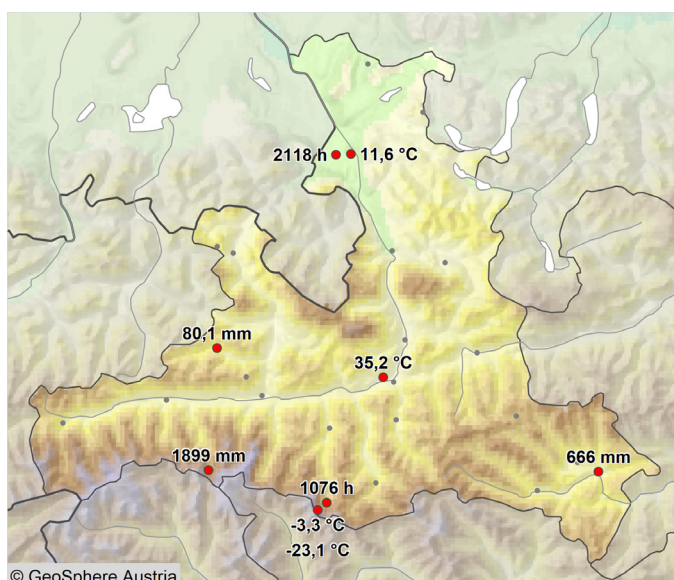 2118 h
11,6 °C
80,1 mm
35,2 °C
1899 mm
666 mm
1076 h
-3,3 °C
-23,1 °C
© GeoSphere Austria